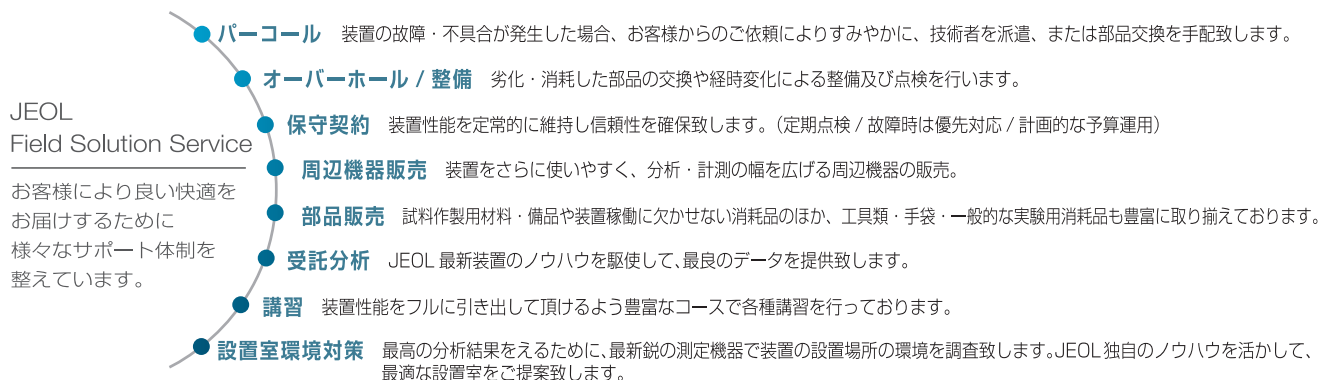 JEOL
Field Solution Service
お客様により良い快適を
お届けするために
様々なサポート体制を
整えています。
パーコール 装置の故障・不具合が発生した場合、お客様からのご依頼によりすみやかに、技術者を派遣、または部品交換を手配致します。
オーバーホール / 整備 劣化・消耗した部品の交換や経時変化による整備及び点検を行います。
保守契約 装置性能を定常的に維持し信頼性を確保致します。（定期点検 / 故障時は優先対応 / 計画的な予算運用）
周辺機器販売 装置をさらに使いやすく、分析・計測の幅を広げる周辺機器の販売。
部品販売 試料作製用材料・備品や装置稼働に欠かせない消耗品のほか、工具類・手袋・一般的な実験用消耗品も豊富に取り揃えております。
受託分析 JEOL 最新装置のノウハウを駆使して、最良のデータを提供致します。
講習 装置性能をフルに引き出して頂けるよう豊富なコースで各種講習を行っております。
設置室環境対策 最高の分析結果をえるために、最新鋭の測定機器で装置の設置場所の環境を調査致します。JEOL 独自のノウハウを活かして、
最適な設置室をご提案致します。